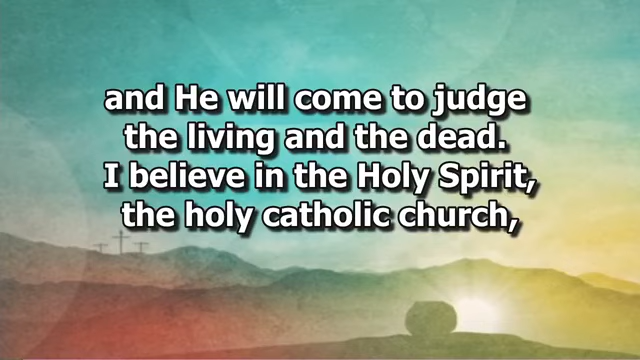 and He will come to judge
the living and the dead.
I believe in the Holy Spirit,
the holy catholic church,